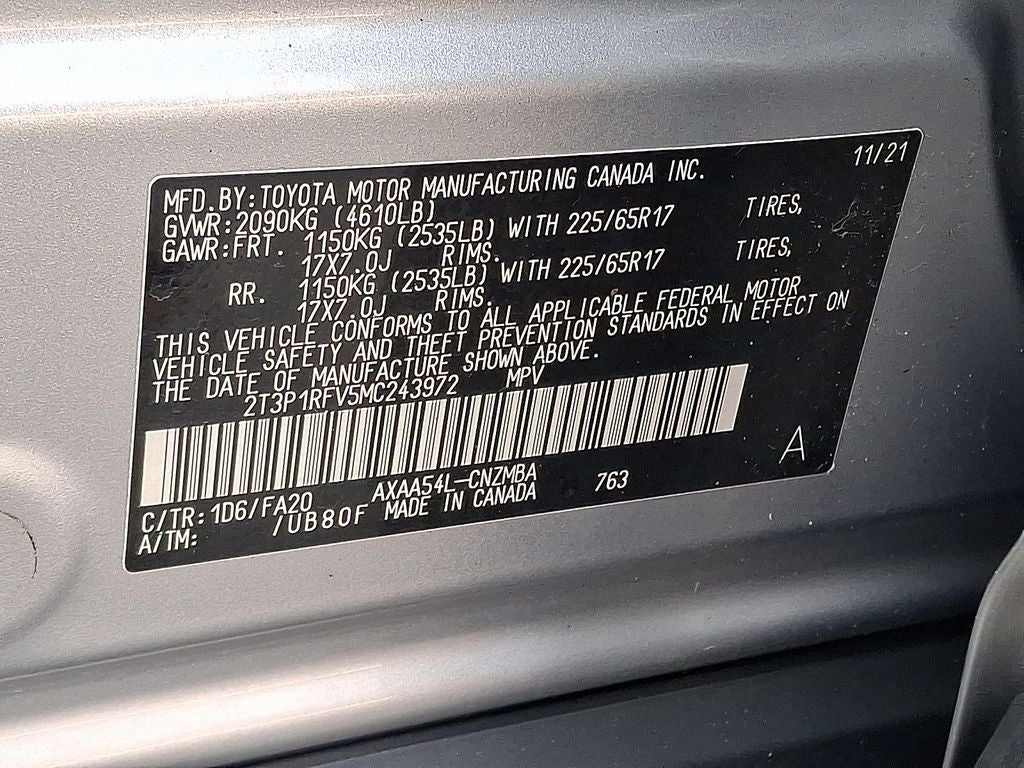 11/21
MFD. BY: TOYOTA MOTOR MANUFACTURING CANADA INC.
GVWR: 2090KG (4610LB)
GAWR: FRT. 1150KG (2535LB) WITH 225/65R17 TIRES,
17X7.0J RIMS.
RR. 1150KG (2535LB) WITH 225/65R17 TIRES,
17X7.0J RIMS.
THIS VEHICLE CONFORMS TO ALL APPLICABLE FEDERAL MOTOR
VEHICLE SAFETY AND THEFT PREVENTION STANDARDS IN EFFECT ON
THE DATE OF MANUFACTURE SHOWN ABOVE.
2T3P1RFV5MC243972 MPV
A
C/TR: 1D6/FA20 AXAA54L-CNZMBA 763
A/TM: /UB80F MADE IN CANADA